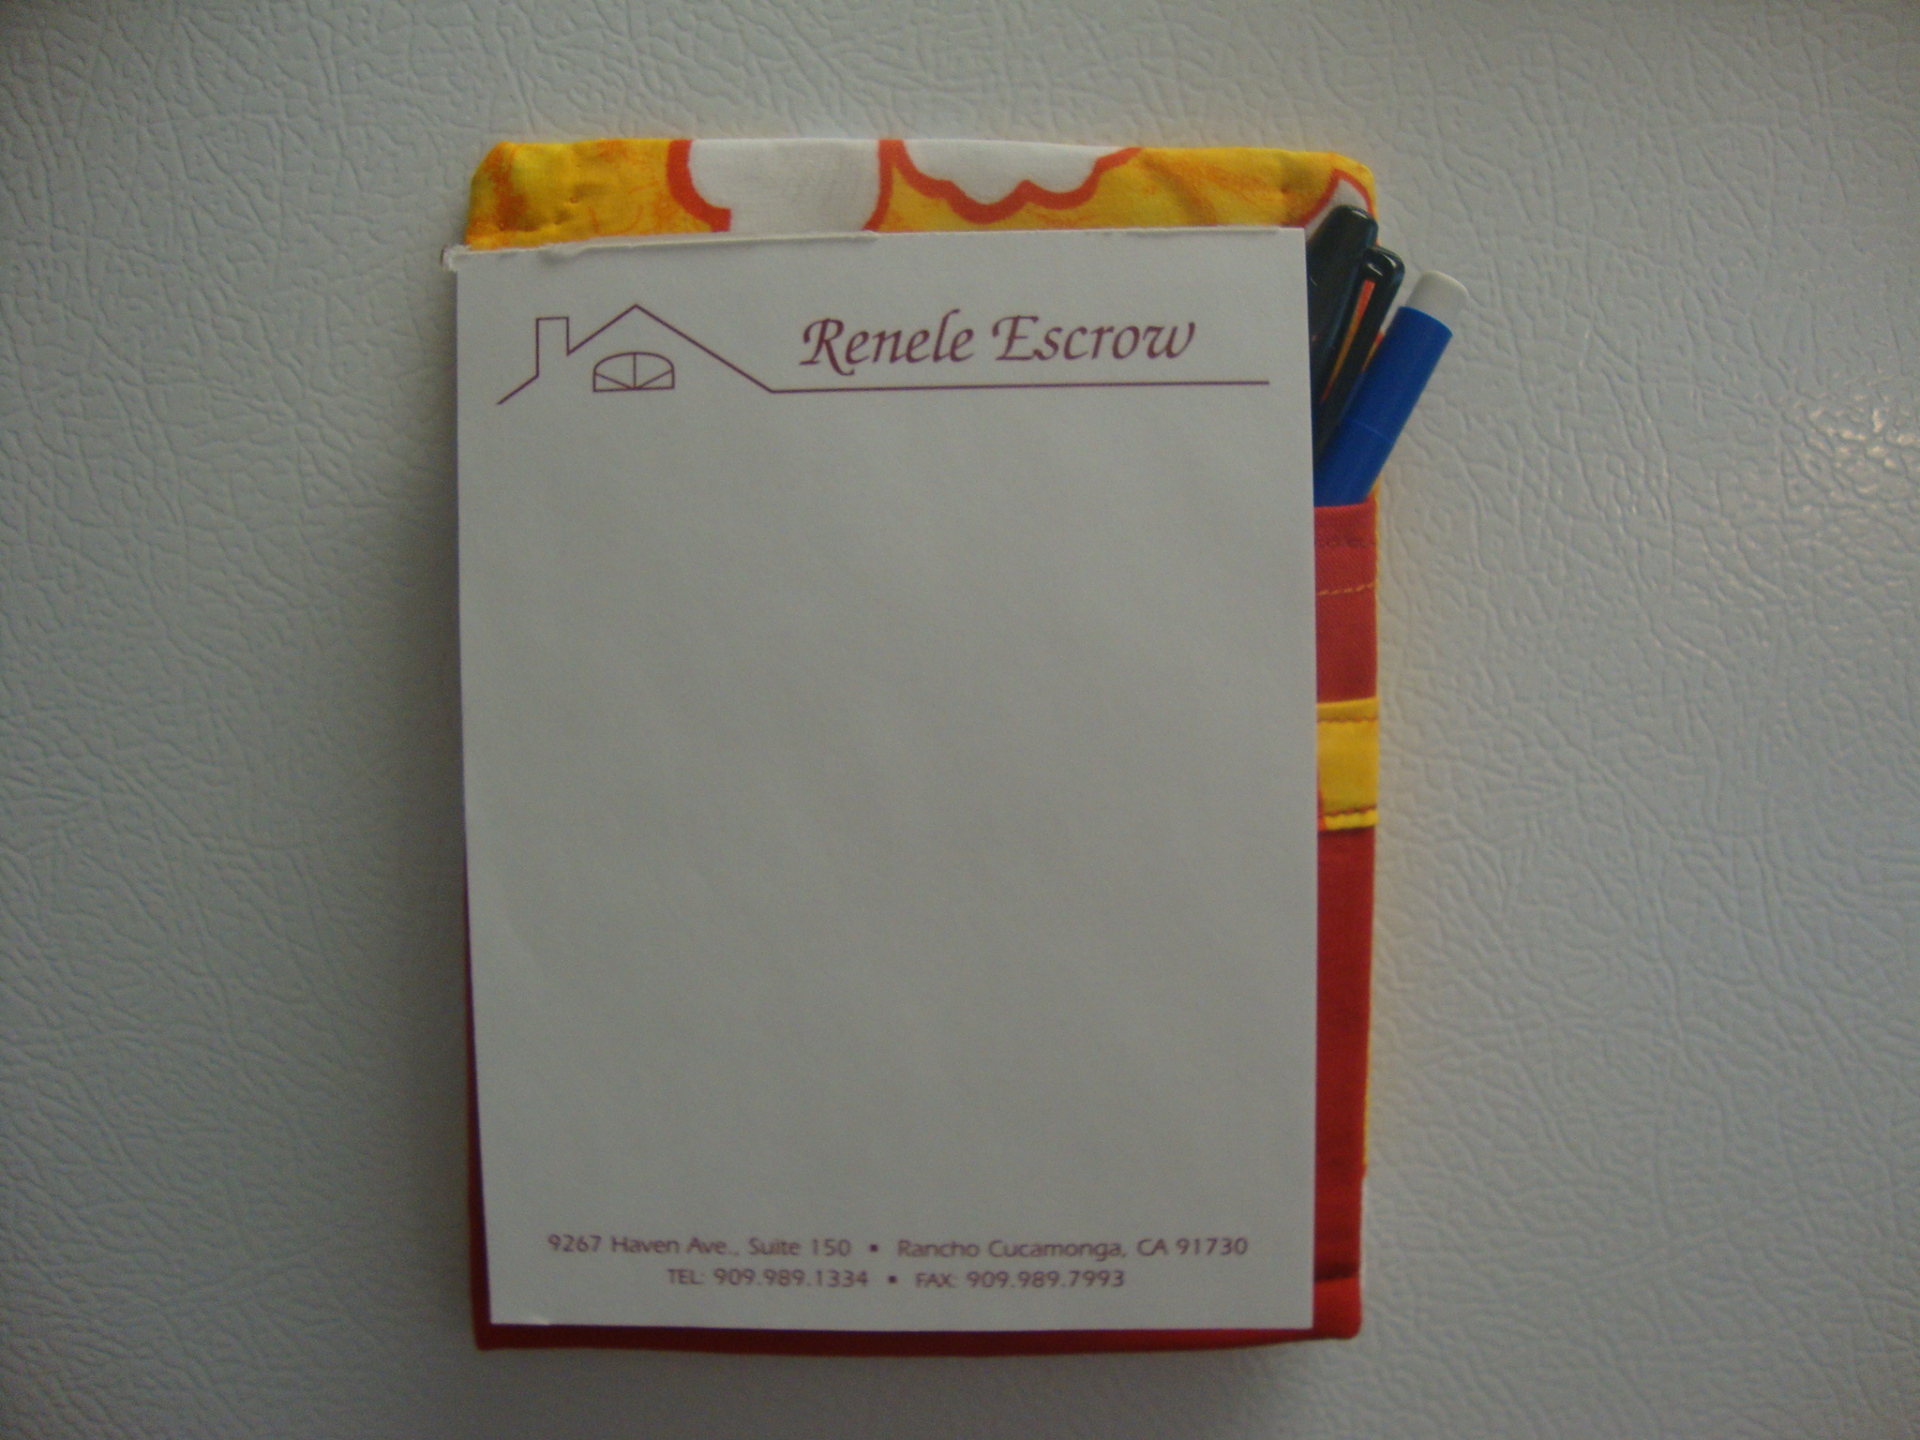 Renele Escrow
9267 Haven Ave., Suite 150 ▪ Rancho Cucamonga, CA 91730
TEL: 909.989.1334 ▪ FAX: 909.989.7993